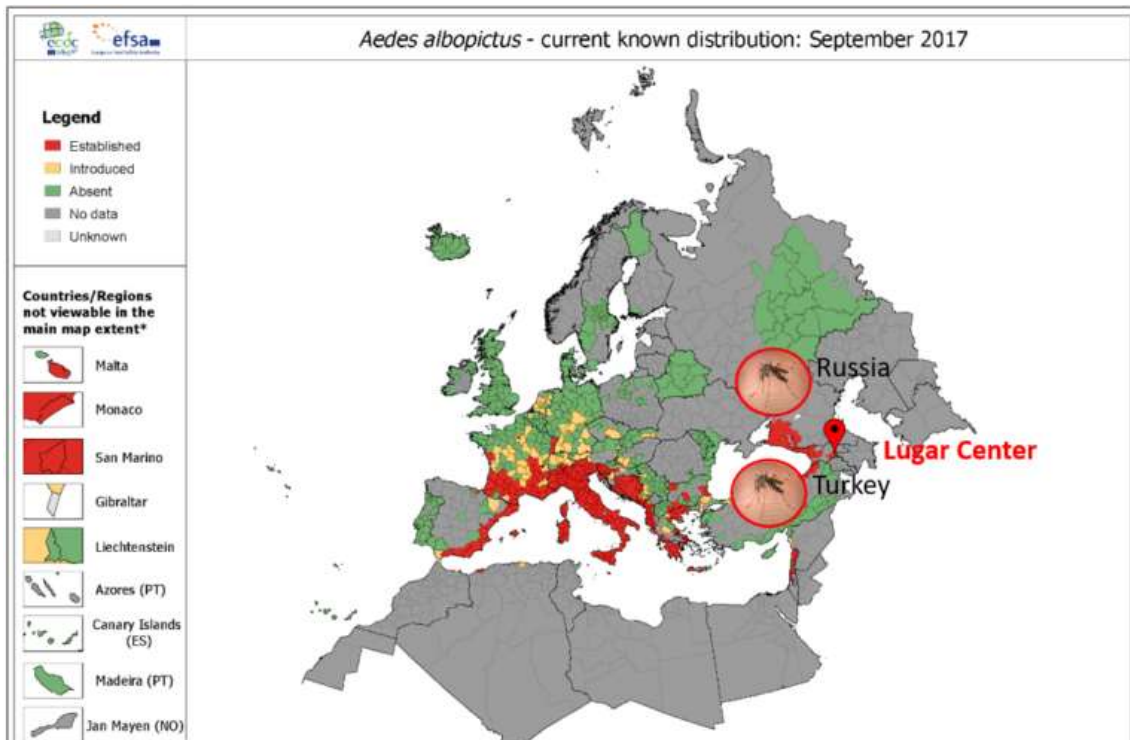 ecdc
efsa
Aedes albopictus - current known distribution: September 2017
Legend
Established
Introduced
Absent
No data
Unknown
Countries/Regions
not viewable in the
main map extent*
Malta
Monaco
San Marino
Gibraltar
Liechtenstein
Azores (PT)
Canary Islands
(ES)
Madeira (PT)
Jan Mayen (NO)
Russia
Lugar Center
Turkey